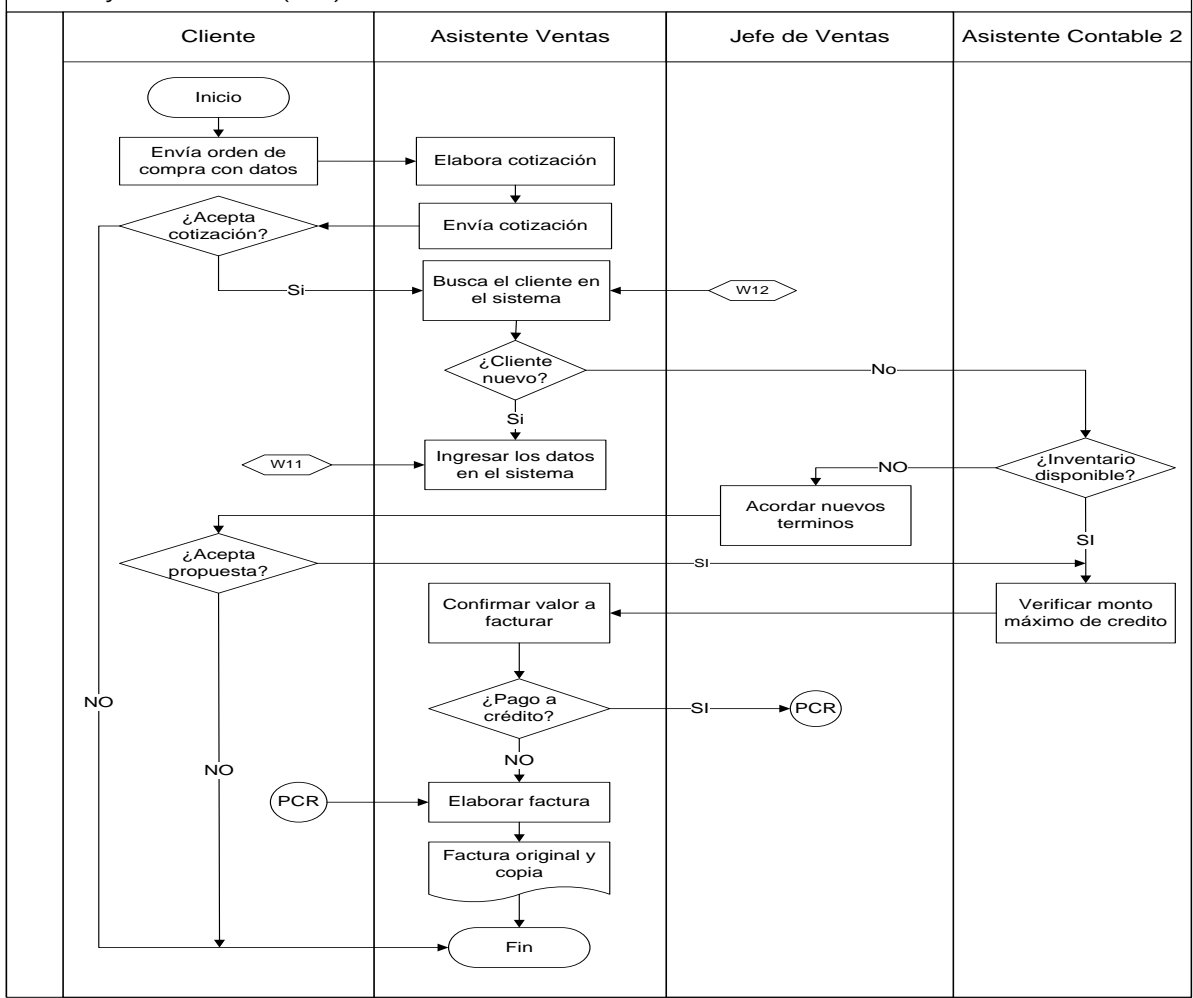 Cliente
Asistente Ventas
Jefe de Ventas
Asistente Contable 2
Inicio
Envía orden de
compra con datos
Elabora cotización
¿Acepta
cotización?
Envía cotización
Si
Busca el cliente en
el sistema
W12
¿Cliente
nuevo?
No
Si
W11
Ingresar los datos
en el sistema
NO
¿Inventario
disponible?
Acordar nuevos
terminos
SI
¿Acepta
propuesta?
SI
Confirmar valor a
facturar
Verificar monto
máximo de credito
NO
¿Pago a
crédito?
SI
PCR
NO
NO
PCR
Elaborar factura
Factura original y
copia
Fin